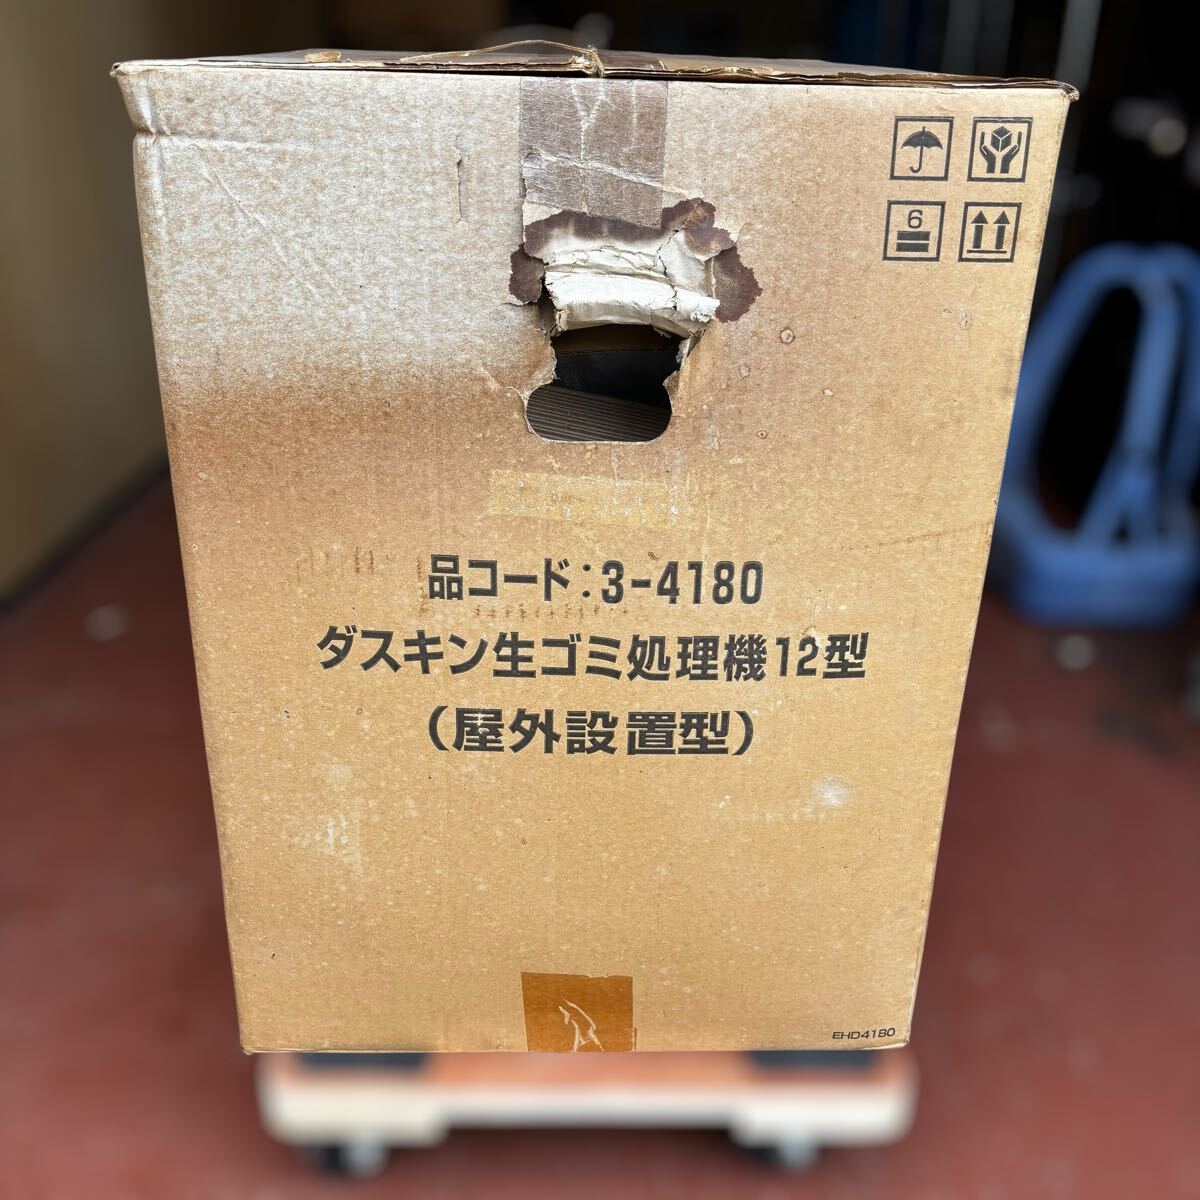 6
品コード:3-4180
ダスキン生ゴミ処理機12型
(屋外設置型)
EHD4180